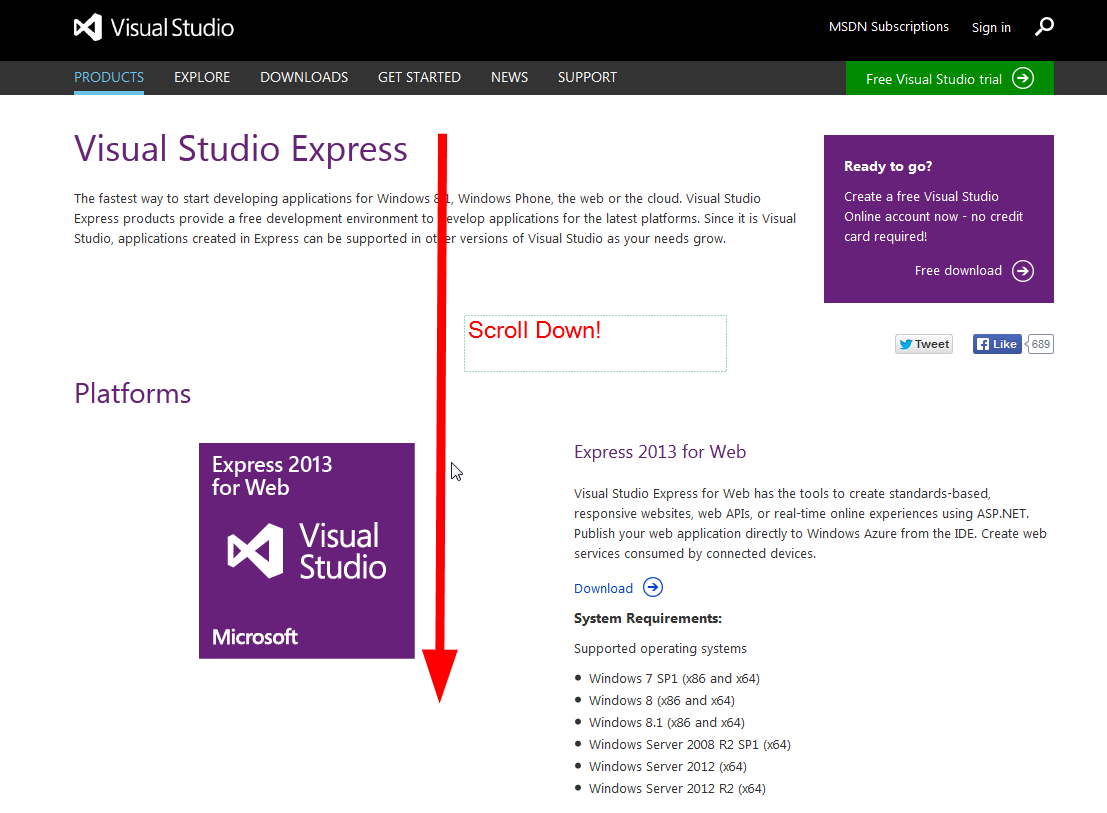 Visual Studio
MSDN Subscriptions
Sign in
PRODUCTS
EXPLORE
DOWNLOADS
GET STARTED
NEWS
SUPPORT
Free Visual Studio trial
Visual Studio Express
The fastest way to start developing applications for Windows 8.1, Windows Phone, the web or the cloud. Visual Studio
Express products provide a free development environment to develop applications for the latest platforms. Since it is Visual
Studio, applications created in Express can be supported in other versions of Visual Studio as your needs grow.
Ready to go?
Create a free Visual Studio
Online account now - no credit
card required!
Free download
Scroll Down!
Tweet
Like
689
Platforms
Express 2013
for Web
Visual
Studio
Microsoft
Express 2013 for Web
Visual Studio Express for Web has the tools to create standards-based,
responsive websites, web APIs, or real-time online experiences using ASP.NET.
Publish your web application directly to Windows Azure from the IDE. Create web
services consumed by connected devices.
Download
System Requirements:
Supported operating systems
Windows 7 SP1 (x86 and x64)
Windows 8 (x86 and x64)
Windows 8.1 (x86 and x64)
Windows Server 2008 R2 SP1 (x64)
Windows Server 2012 (x64)
Windows Server 2012 R2 (x64)